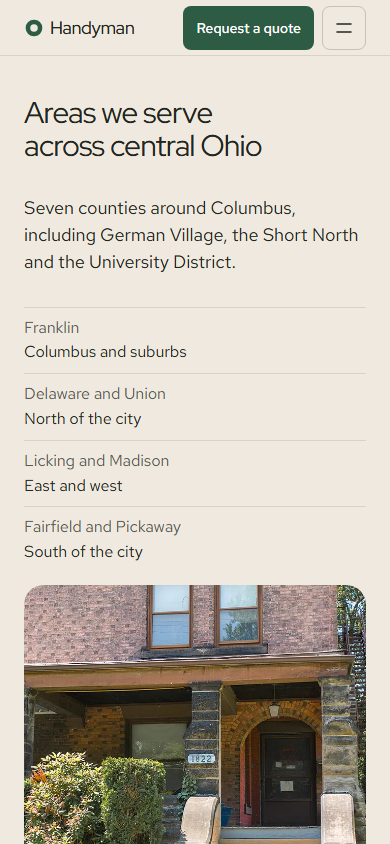 Handyman
Request a quote
Areas we serve
across central Ohio
Seven counties around Columbus,
including German Village, the Short North
and the University District.
Franklin
Columbus and suburbs
Delaware and Union
North of the city
Licking and Madison
East and west
Fairfield and Pickaway
South of the city
1822